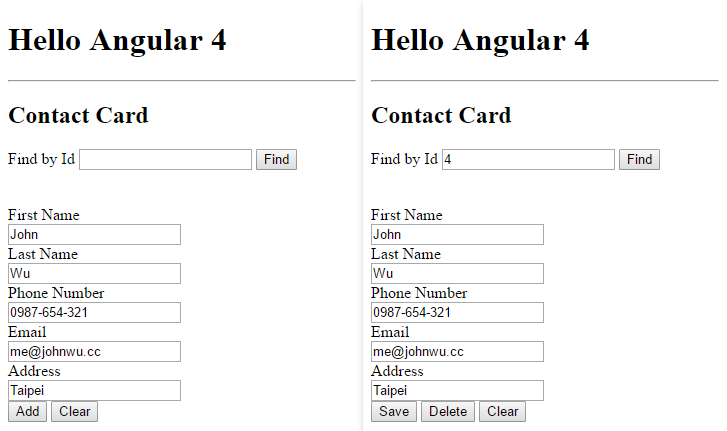 Hello Angular 4
Contact Card
Find by Id Find
First Name
John
Last Name
Wu
Phone Number
0987-654-321
Email
me@johnwu.cc
Address
Taipei
Add Clear
Hello Angular 4
Contact Card
Find by Id 4 Find
First Name
John
Last Name
Wu
Phone Number
0987-654-321
Email
me@johnwu.cc
Address
Taipei
Save Delete Clear